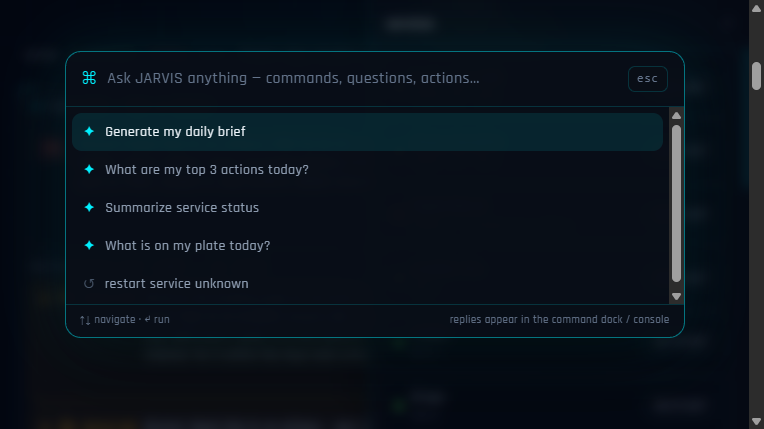 ⌘ Ask JARVIS anything — commands, questions, actions... esc
✦ Generate my daily brief
✦ What are my top 3 actions today?
✦ Summarize service status
✦ What is on my plate today?
↺ restart service unknown
↑↓ navigate · ↵ run replies appear in the command dock / console